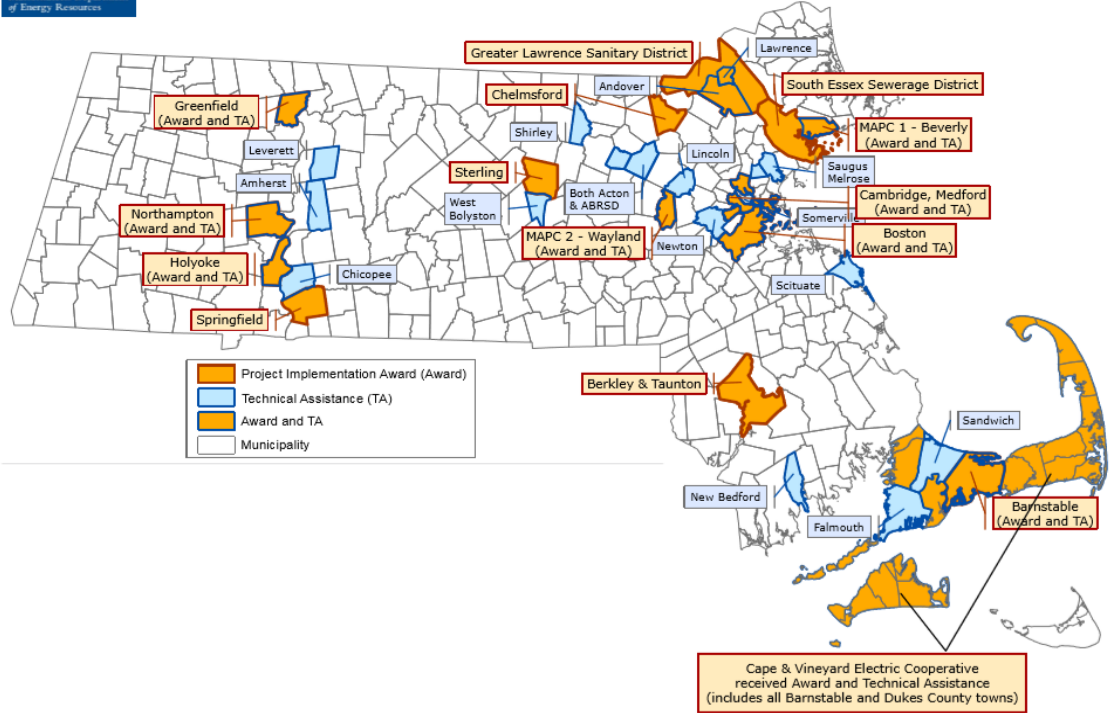 of Energy Resources
Greater Lawrence Sanitary District
Lawrence
Andover
South Essex Sewerage District
Chelmsford
Greenfield
(Award and TA)
MAPC 1 - Beverly
(Award and TA)
Shirley
Leverett
Lincoln
Saugus
Melrose
Sterling
Amherst
Both Acton
& ABRSD
Cambridge, Medford
(Award and TA)
West
Bolyston
Northampton
(Award and TA)
Somerville
MAPC 2 - Wayland
(Award and TA)
Newton
Boston
(Award and TA)
Holyoke
(Award and TA)
Chicopee
Scituate
Springfield
Project Implementation Award (Award)
Technical Assistance (TA)
Award and TA
Municipality
Berkley & Taunton
Sandwich
New Bedford
Barnstable
(Award and TA)
Falmouth
Cape & Vineyard Electric Cooperative
received Award and Technical Assistance
(includes all Barnstable and Dukes County towns)